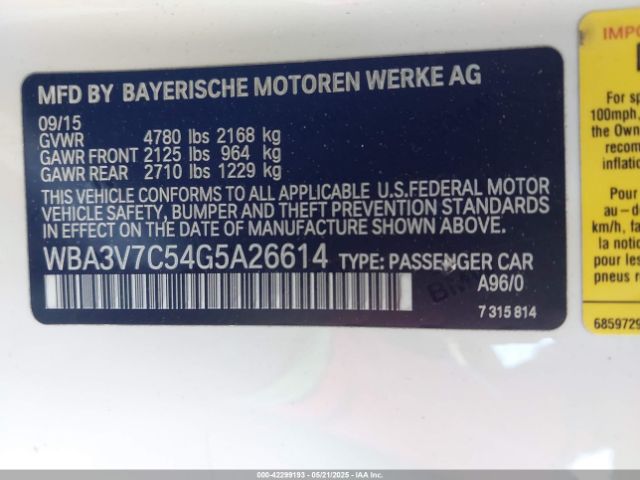 MFD BY BAYERISCHE MOTOREN WERKE AG
09/15
GVWR 4780 lbs 2168 kg
GAWR FRONT 2125 lbs 964 kg
GAWR REAR 2710 lbs 1229 kg
THIS VEHICLE CONFORMS TO ALL APPLICABLE U.S.FEDERAL MOTOR
VEHICLE SAFETY, BUMPER AND THEFT PREVENTION STANDARDS
IN EFFECT ON THE DATE OF MANUFACTURE SHOWN ABOVE.
WBA3V7C54G5A26614 TYPE: PASSENGER CAR
A96/0
7 315 814
For sp
100mph,
the Own
recom
inflatio
Pour
au-d
km/h, fa
la noti
pour les
pneus
6859729
000-42299193 - 05/21/2025 - IAA Inc.